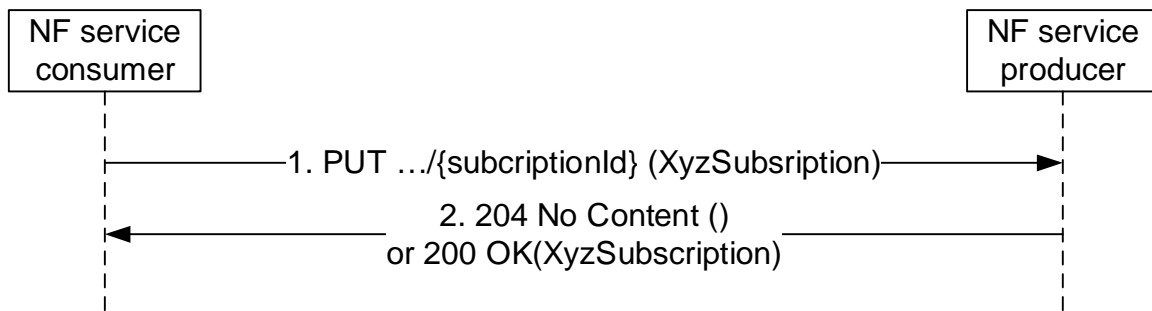 NF service
consumer
NF service
producer
1. PUT …/{subcriptionId} (XyzSubsription)
2. 204 No Content ()
or 200 OK(XyzSubscription)